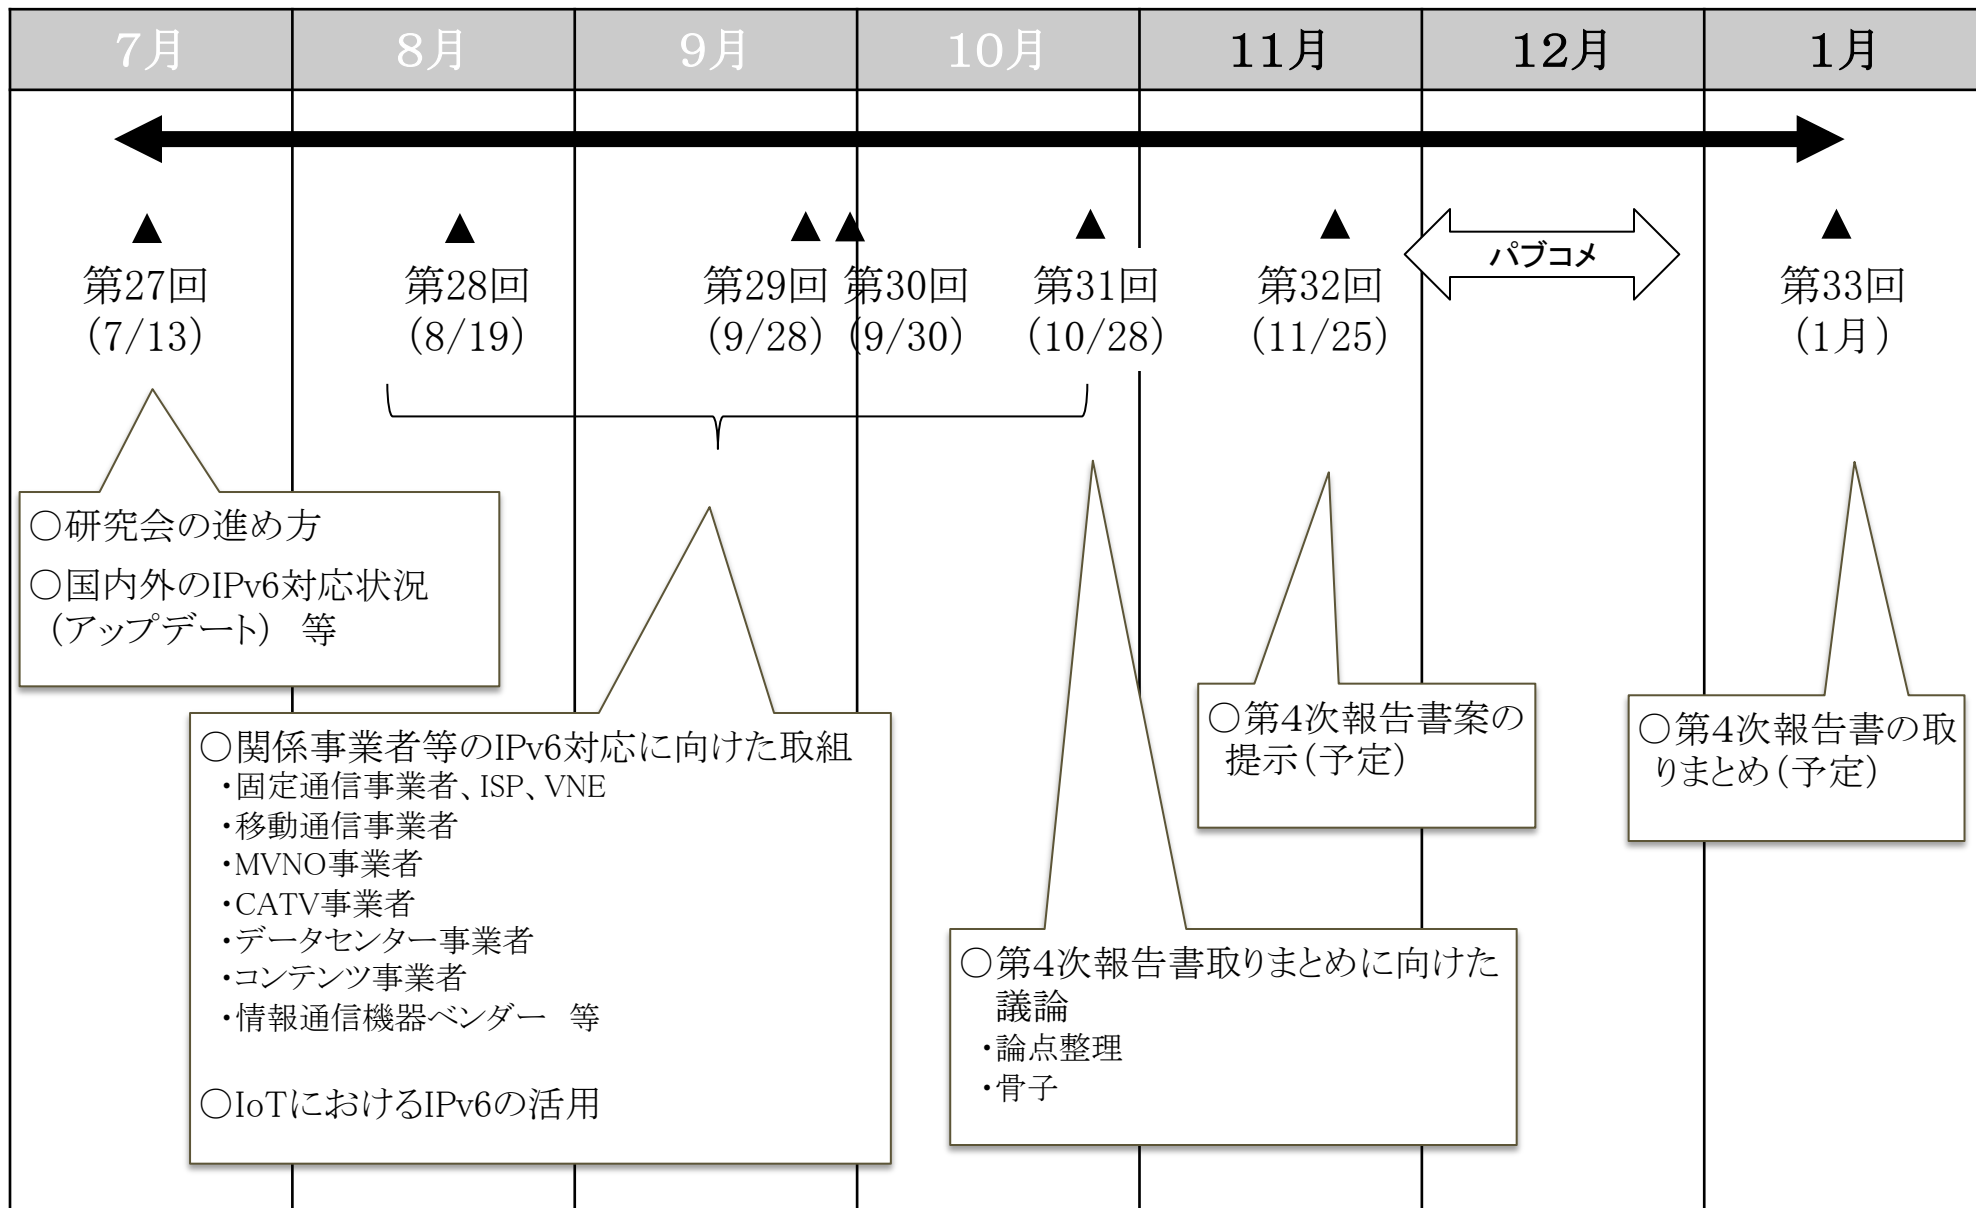 7月
8月
9月
10月
11月
12月
1月
第27回
（7/13）
第28回
（8/19）
第29回
（9/28）
第30回
（9/30）
第31回
（10/28）
第32回
（11/25）
パブコメ
第33回
（1月）
○研究会の進め方
○国内外のIPv6対応状況
（アップデート）　等
○関係事業者等のIPv6対応に向けた取組
・固定通信事業者、ISP、VNE
・移動通信事業者
・MVNO事業者
・CATV事業者
・データセンター事業者
・コンテンツ事業者
・情報通信機器ベンダー　等
○IoTにおけるIPv6の活用
○第4次報告書取りまとめに向けた
議論
・論点整理
・骨子
○第4次報告書案の
提示（予定）
○第4次報告書の取
りまとめ（予定）